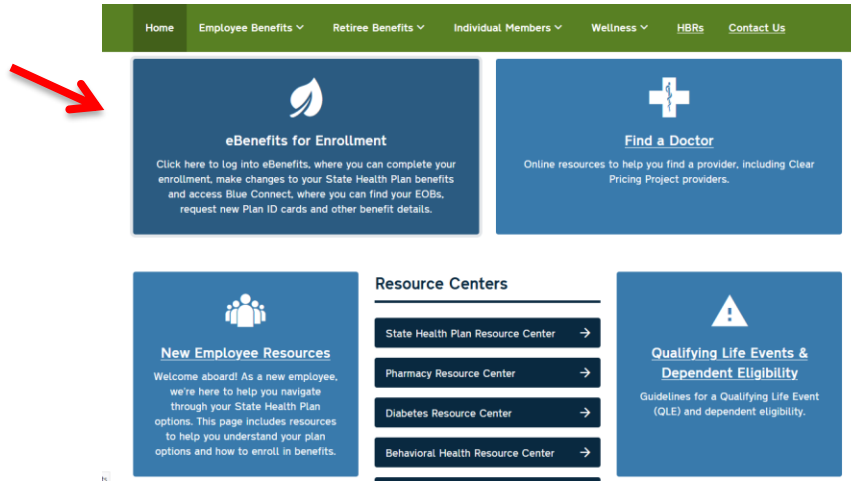 Home Employee Benefits Retiree Benefits Individual Members Wellness HBRs Contact Us
eBenefits for Enrollment
Click here to log into eBenefits, where you can complete your
enrollment, make changes to your State Health Plan benefits
and access Blue Connect, where you can find your EOBs,
request new Plan ID cards and other benefit details.
Find a Doctor
Online resources to help you find a provider, including Clear
Pricing Project providers.
New Employee Resources
Welcome aboard! As a new employee,
we're here to help you navigate
through your State Health Plan
options. This page includes resources
to help you understand your plan
options and how to enroll in benefits.
Resource Centers
State Health Plan Resource Center
Pharmacy Resource Center
Diabetes Resource Center
Behavioral Health Resource Center
Qualifying Life Events &
Dependent Eligibility
Guidelines for a Qualifying Life Event
(QLE) and dependent eligibility.